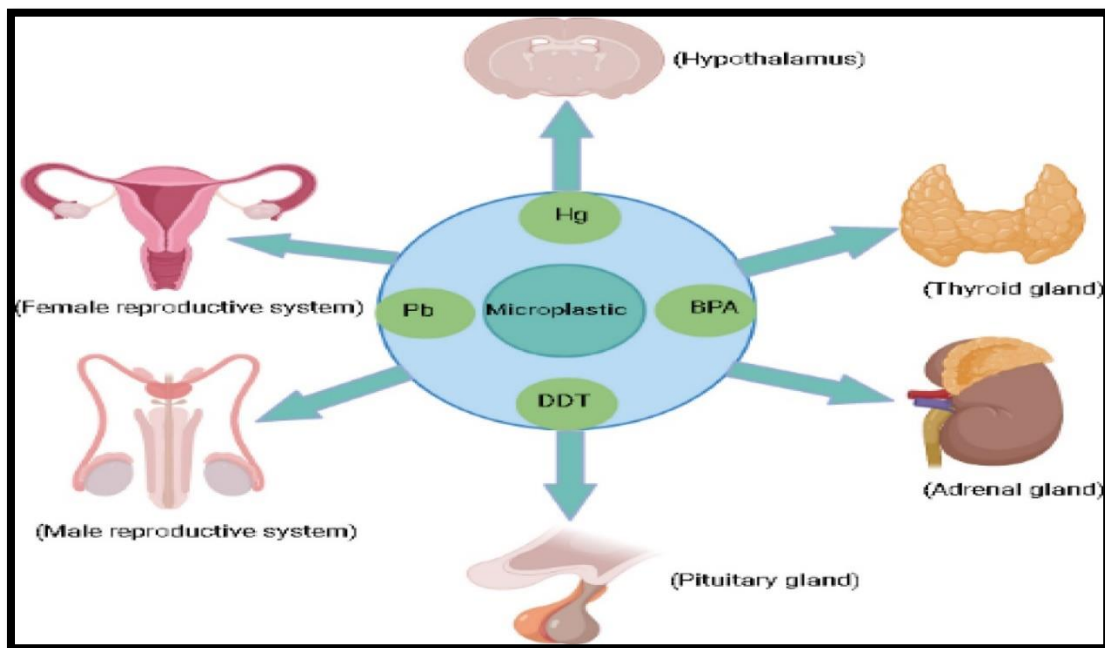 (Hypothalamus)
Hg
(Female reproductive system)
(Thyroid gland)
Pb
Microplastic
BPA
DDT
(Adrenal gland)
(Male reproductive system)
(Pituitary gland)